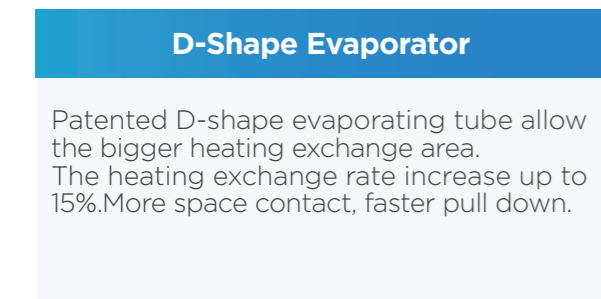 D-Shape Evaporator
Patented D-shape evaporating tube allow
the bigger heating exchange area.
The heating exchange rate increase up to
15%.More space contact, faster pull down.